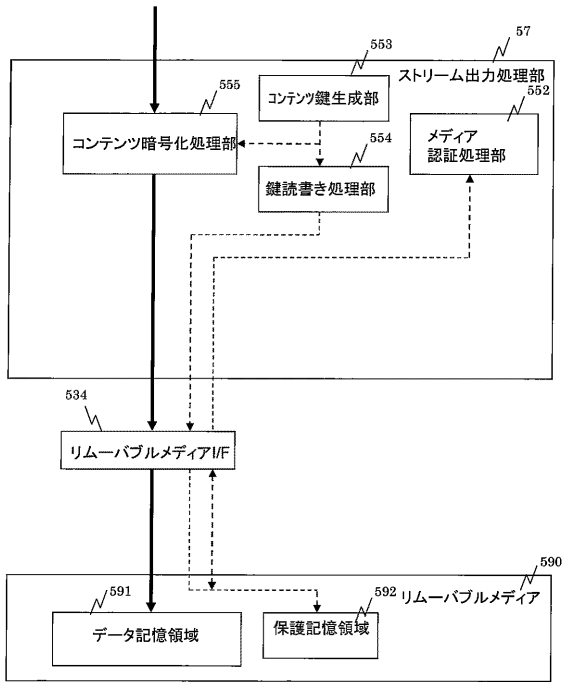 57
ストリーム出力処理部
553
コンテンツ鍵生成部
555
コンテンツ暗号化処理部
552
メディア
認証処理部
554
鍵読書き処理部
534
リムーバブルメディアI/F
590
リムーバブルメディア
591
データ記憶領域
592
保護記憶領域